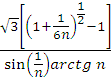 √3[(1+1/6n)^(1/2)−1]
sin(1/n)arctg n